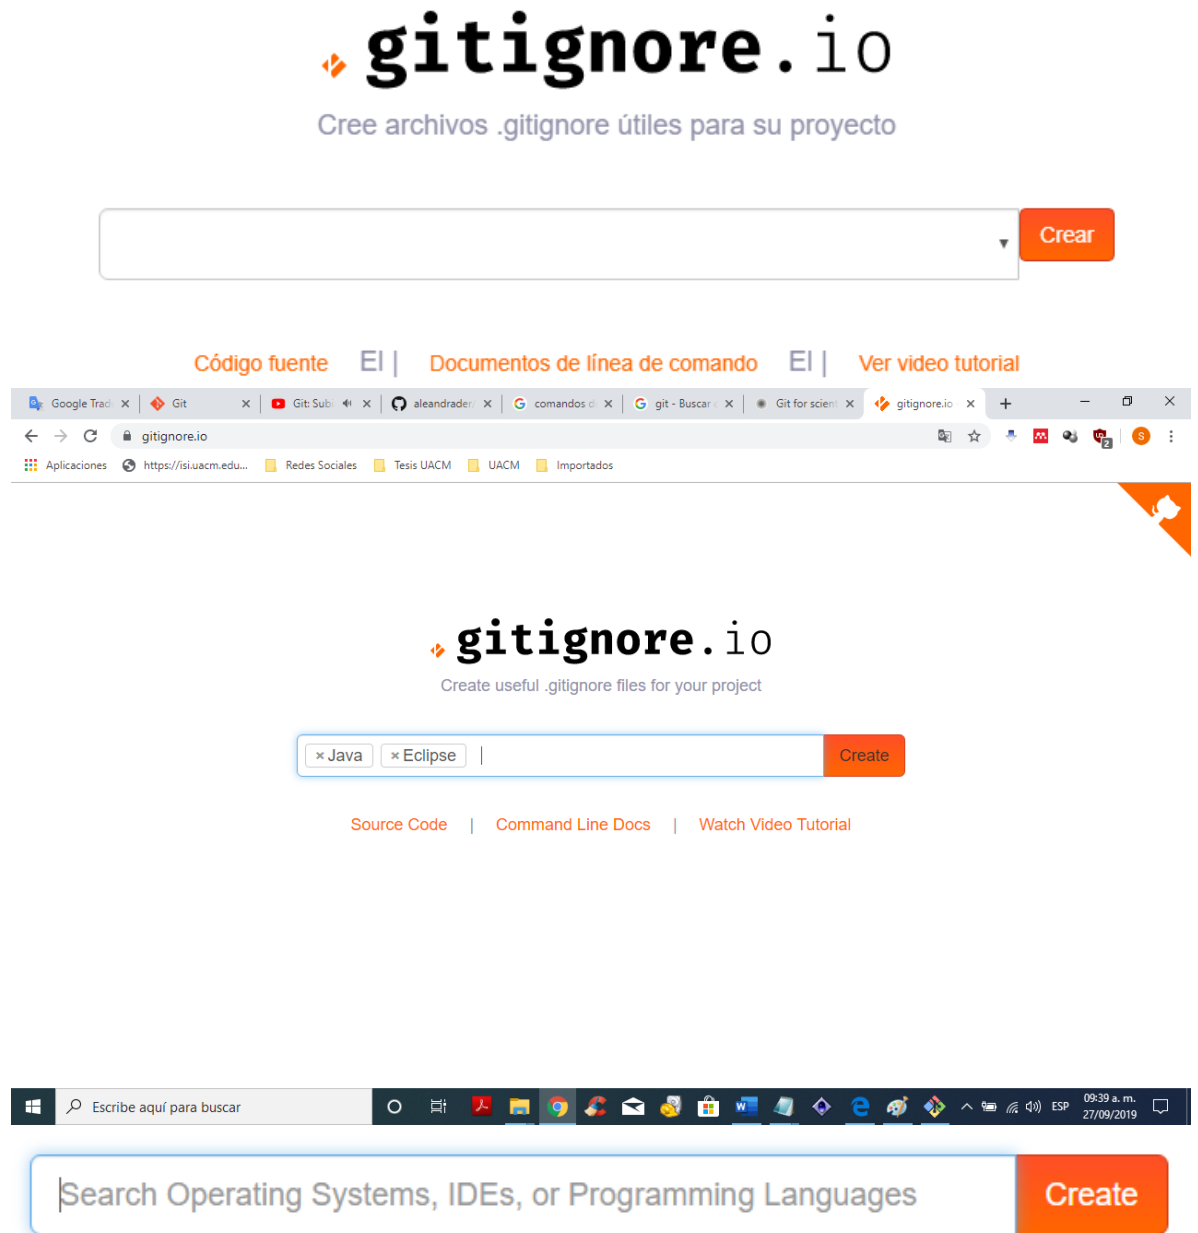 gitignore.io
Cree archivos .gitignore útiles para su proyecto
Crear
Código fuente El | Documentos de línea de comando El | Ver video tutorial
Google Trad Git Git: Subi aleandrader/ comandos d git - Buscar c Git for scient gitignore.io -
gitignore.io
2
S
Aplicaciones https://isi.uacm.edu... Redes Sociales Tesis UACM UACM Importados
gitignore.io
Create useful .gitignore files for your project
× Java × Eclipse Create
Source Code | Command Line Docs | Watch Video Tutorial
Escribe aquí para buscar
ESP
09:39 a. m.
27/09/2019
Search Operating Systems, IDEs, or Programming Languages Create